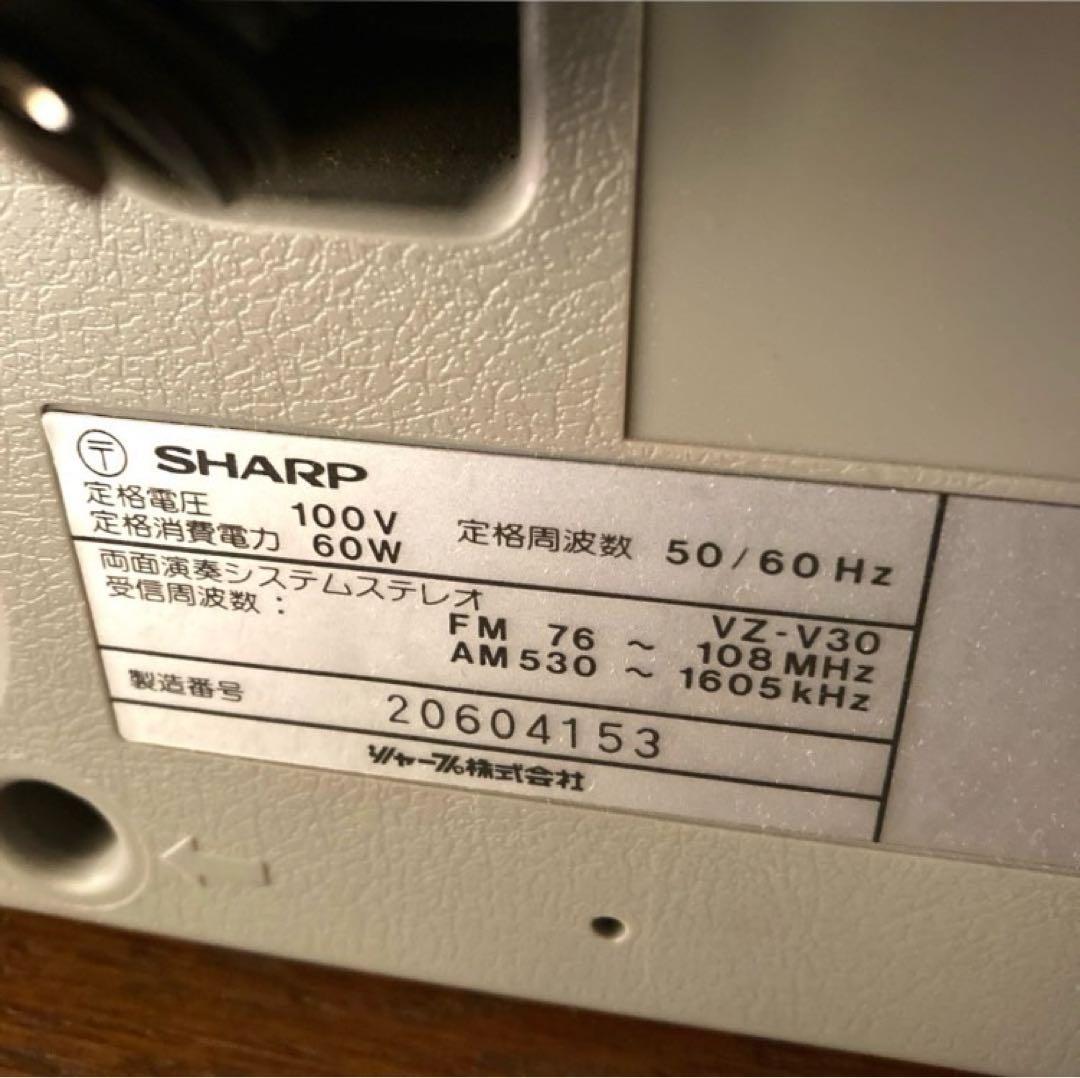 〒 SHARP
定格電圧 100V
定格消費電力 60W 定格周波数 50/60Hz
両面演奏システムステレオ VZ-V30
受信周波数: FM 76 ~ 108MHz
AM530 ~ 1605kHz
製造番号 20604153
シャープ株式会社